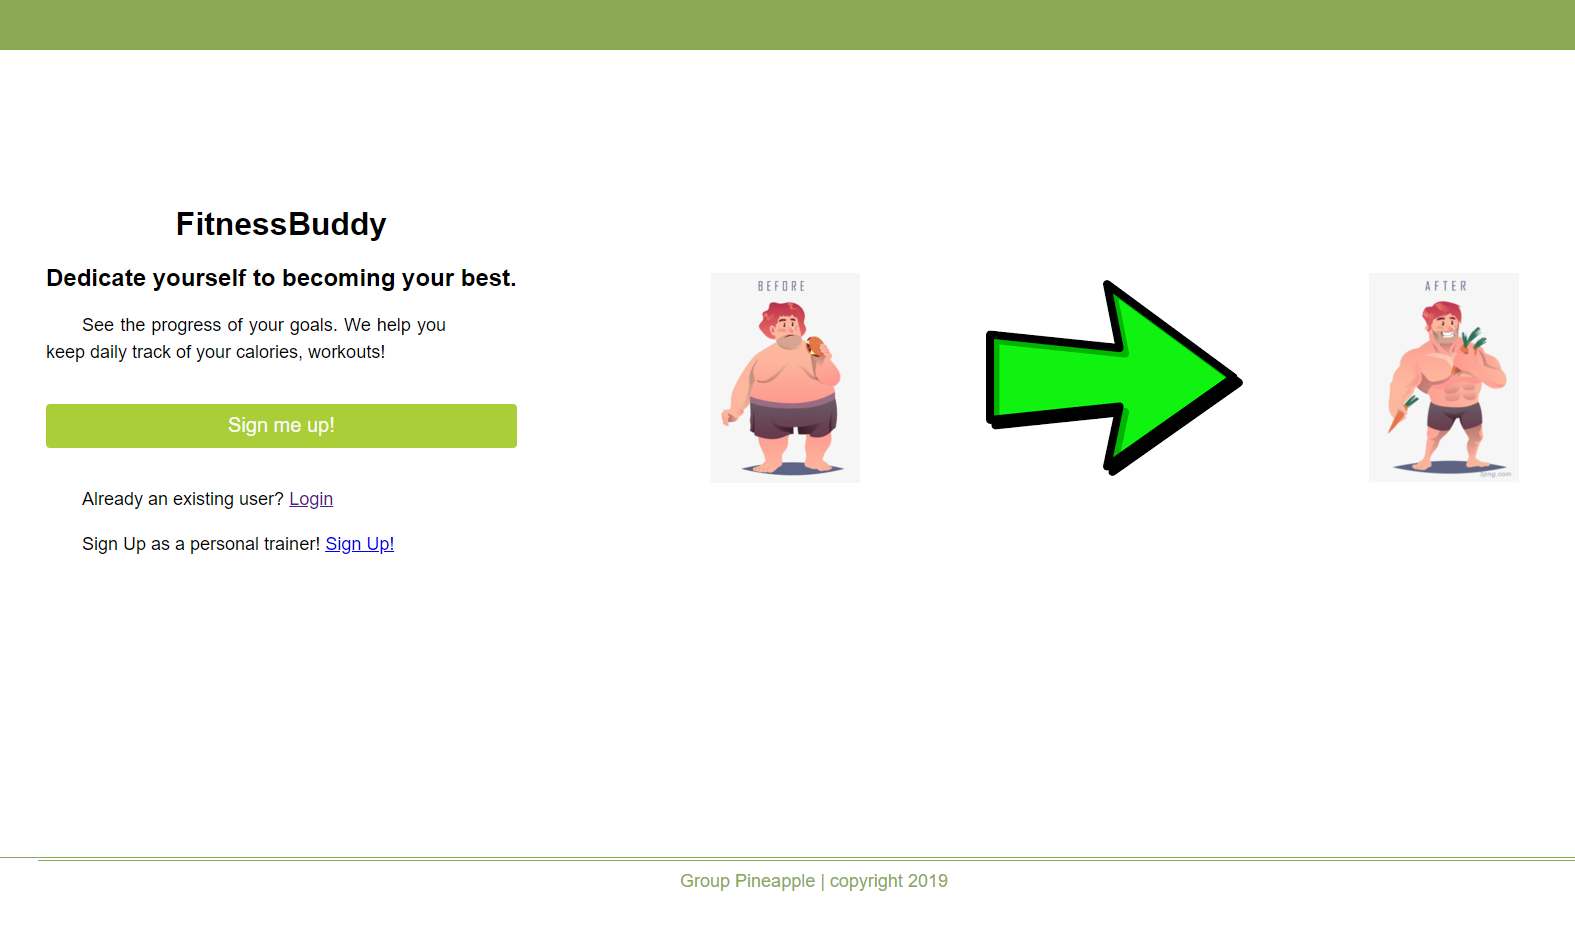 FitnessBuddy
Dedicate yourself to becoming your best.
See the progress of your goals. We help you
keep daily track of your calories, workouts!
Sign me up!
Already an existing user? Login
Sign Up as a personal trainer! Sign Up!
BEFORE
AFTER
Group Pineapple | copyright 2019